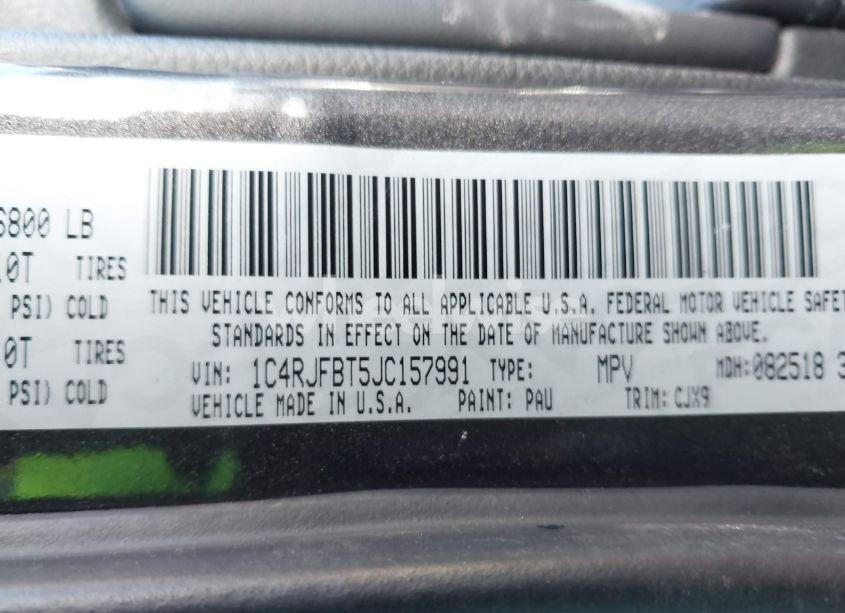 6800 LB
10T TIRES
PSI) COLD
0T TIRES
PSI) COLD
THIS VEHICLE CONFORMS TO ALL APPLICABLE U.S.A. FEDERAL MOTOR VEHICLE SAFET
STANDARDS IN EFFECT ON THE DATE OF MANUFACTURE SHOWN ABOVE.
VIN: 1C4RJFBT5JC157991 TYPE: MPV MDH:082518 3
VEHICLE MADE IN U.S.A. PAINT: PAU TRIM: CJX9